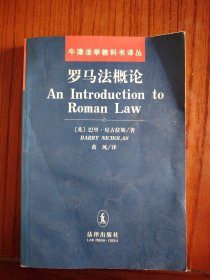 牛津法学教科书译丛
罗马法概论
An Introduction to
Roman Law
[英]巴里·尼古拉斯/著
BARRY NICHOLAS
黄风/译
法律出版社
LAW PRESS·CHINA